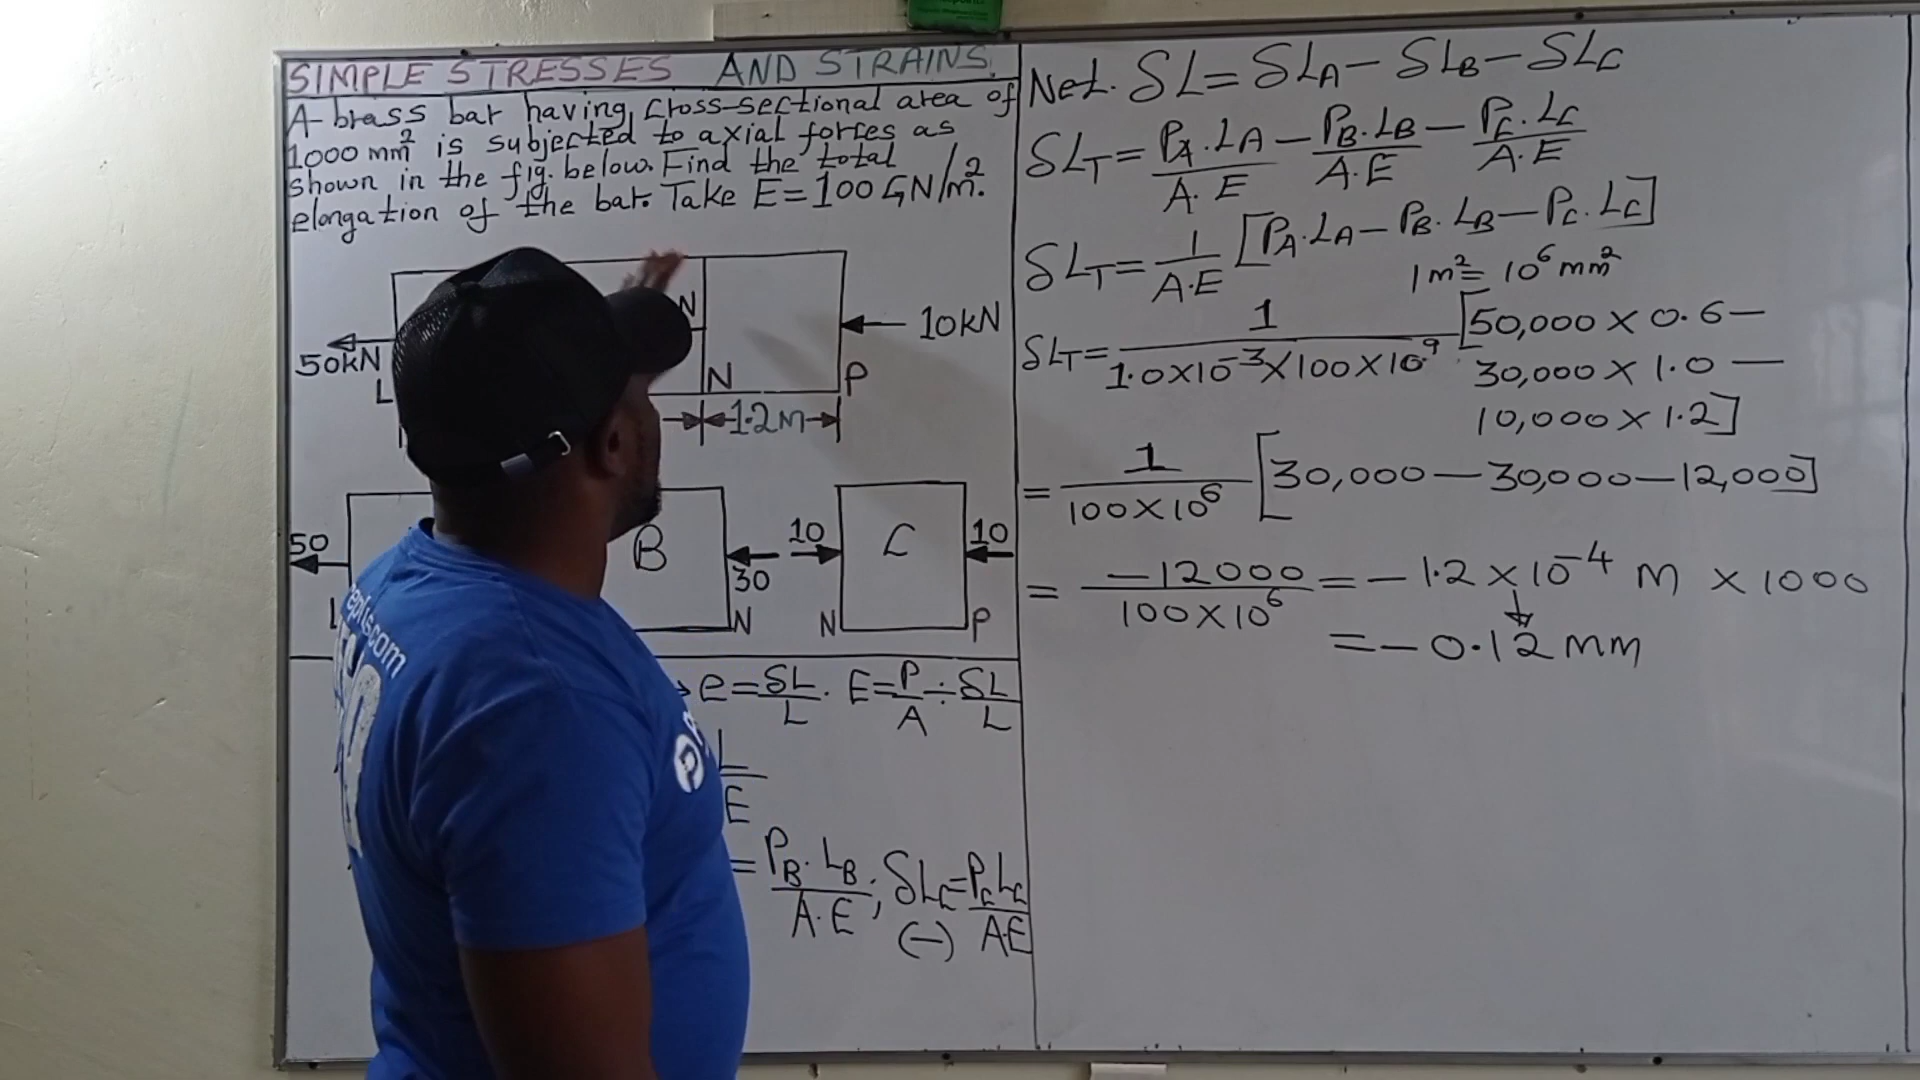 SIMPLE STRESSES AND STRAINS.
A brass bar having cross-sectional area of
1000 mm² is subjected to axial forces as
shown in the fig. below. Find the total
elongation of the bar. Take E=100 GN/m².
50kN
L
N
N
10kN
P
1.2m
50
L
B
30
N
10
C
10
N
P
e=δL/L. E=P/A÷δL/L
L
E
=P_B.L_B/A.E; δL_C=P_C L_C/A.E
(−)
Net. δL=δL_A−δL_B−δL_C
δL_T=P_A.L_A/A.E−P_B.L_B/A.E−P_C.L_C/A.E
δL_T=1/A.E[P_A.L_A−P_B.L_B−P_C.L_C]
1m²=10⁶mm²
δL_T=1/1.0×10⁻³×100×10⁹[50,000×0.6−
30,000×1.0−
10,000×1.2]
=1/100×10⁶[30,000−30,000−12,000]
=−12000/100×10⁶=−1.2×10⁻⁴ m ×1000
=−0.12mm
eplus.com